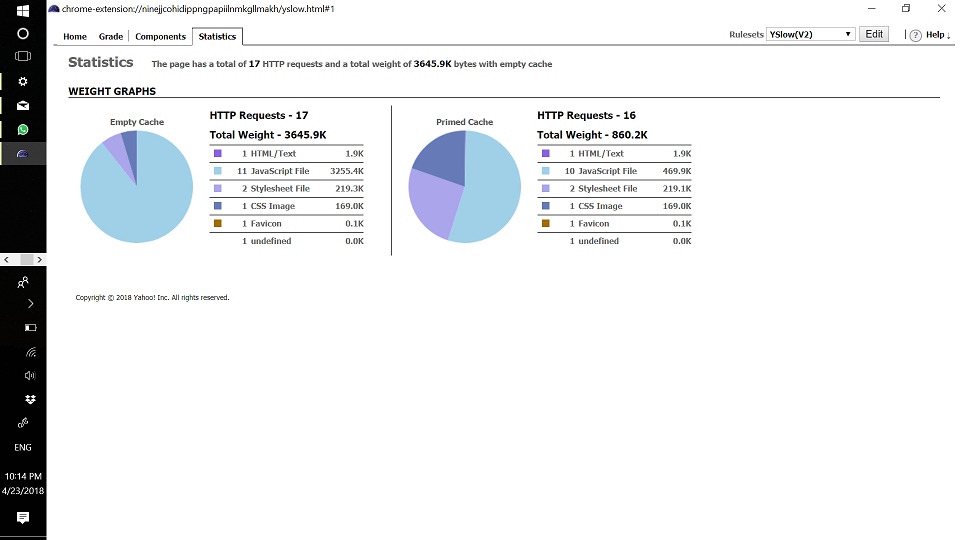 chrome-extension://ninejjcohidippngpapiilnmkgllmakh/yslow.html#1
Home Grade Components Statistics
Rulesets YSlow(V2) Edit ? Help ↓
Statistics The page has a total of 17 HTTP requests and a total weight of 3645.9K bytes with empty cache
WEIGHT GRAPHS
Empty Cache
HTTP Requests - 17
Total Weight - 3645.9K
1 HTML/Text 1.9K
11 JavaScript File 3255.4K
2 Stylesheet File 219.3K
1 CSS Image 169.0K
1 Favicon 0.1K
1 undefined 0.0K
Primed Cache
HTTP Requests - 16
Total Weight - 860.2K
1 HTML/Text 1.9K
10 JavaScript File 469.9K
2 Stylesheet File 219.1K
1 CSS Image 169.0K
1 Favicon 0.1K
1 undefined 0.0K
Copyright © 2018 Yahoo! Inc. All rights reserved.
ENG
10:14 PM
4/23/2018